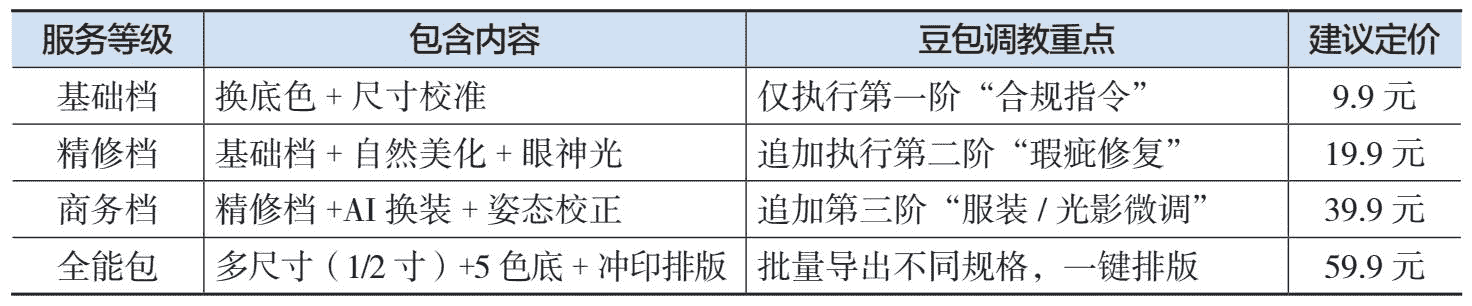 服务等级 包含内容 豆包调教重点 建议定价
基础档 换底色 + 尺寸校准 仅执行第一阶“合规指令” 9.9 元
精修档 基础档 + 自然美化 + 眼神光 追加执行第二阶“瑕疵修复” 19.9 元
商务档 精修档 +AI 换装 + 姿态校正 追加第三阶“服装 / 光影微调” 39.9 元
全能包 多尺寸（1/2 寸）+5 色底 + 冲印排版 批量导出不同规格，一键排版 59.9 元